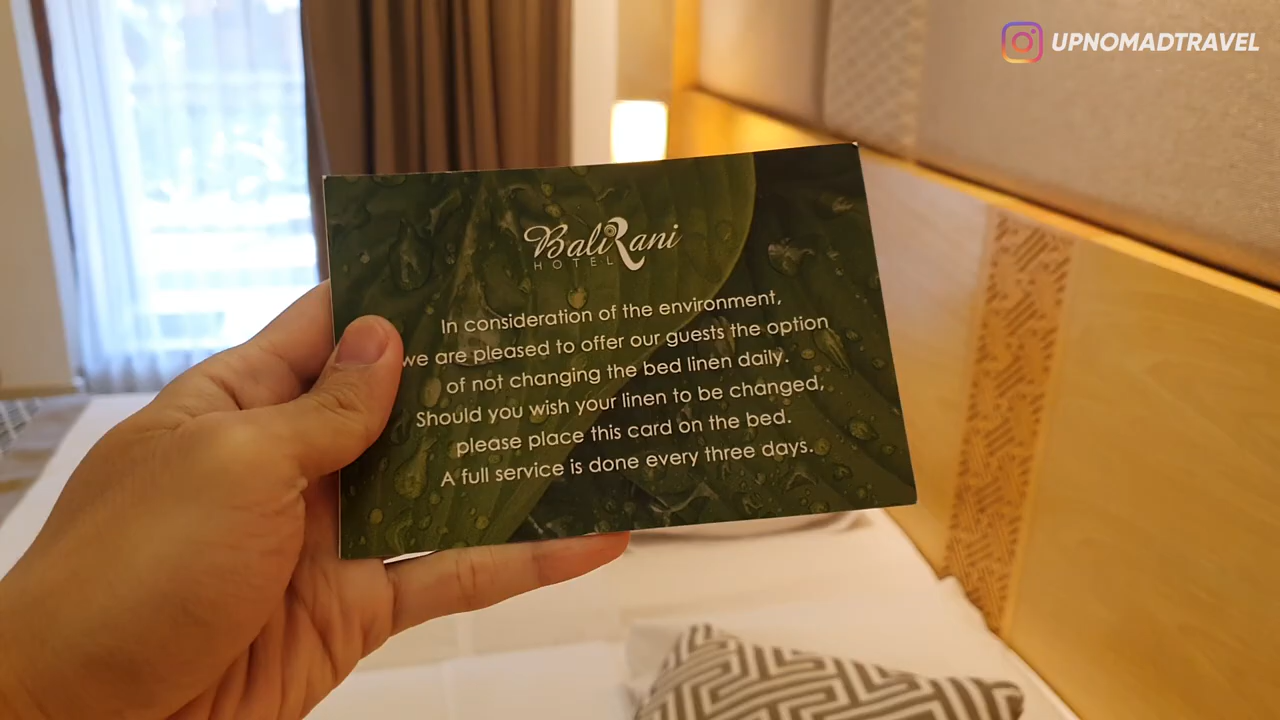 UPNOMADTRAVEL
BaliRani
HOTEL
In consideration of the environment,
we are pleased to offer our guests the option
of not changing the bed linen daily.
Should you wish your linen to be changed,
please place this card on the bed.
A full service is done every three days.